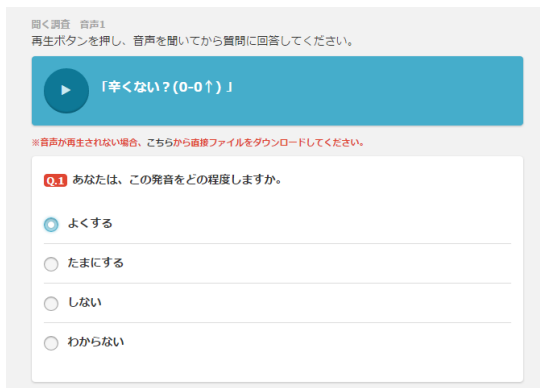 聞く調査 音声1
再生ボタンを押し、音声を聞いてから質問に回答してください。
「辛くない？(0-0↑) 」
※音声が再生されない場合、こちらから直接ファイルをダウンロードしてください。
Q.1 あなたは、この発音をどの程度しますか。
よくする
たまにする
しない
わからない